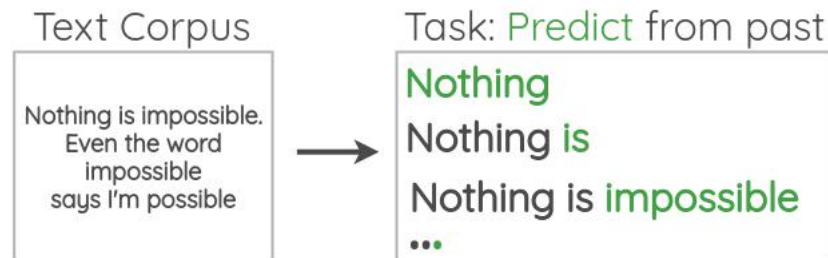 Text Corpus
Nothing is impossible.
Even the word
impossible
says I'm possible
Task: Predict from past
Nothing
Nothing is
Nothing is impossible
...